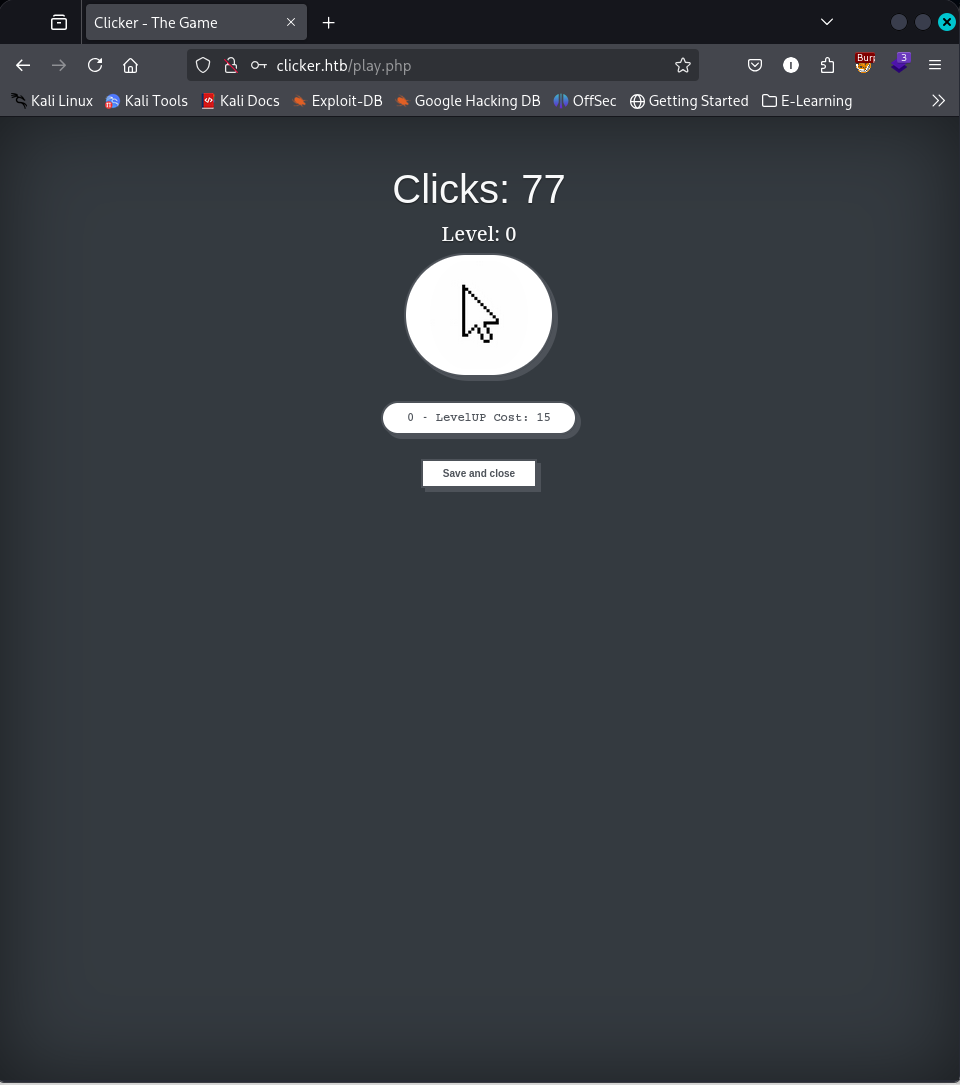 Clicker - The Game
clicker.htb/play.php
Burp
3
Kali Linux Kali Tools Kali Docs Exploit-DB Google Hacking DB OffSec Getting Started E-Learning
Clicks: 77
Level: 0
0 - LevelUP Cost: 15
Save and close